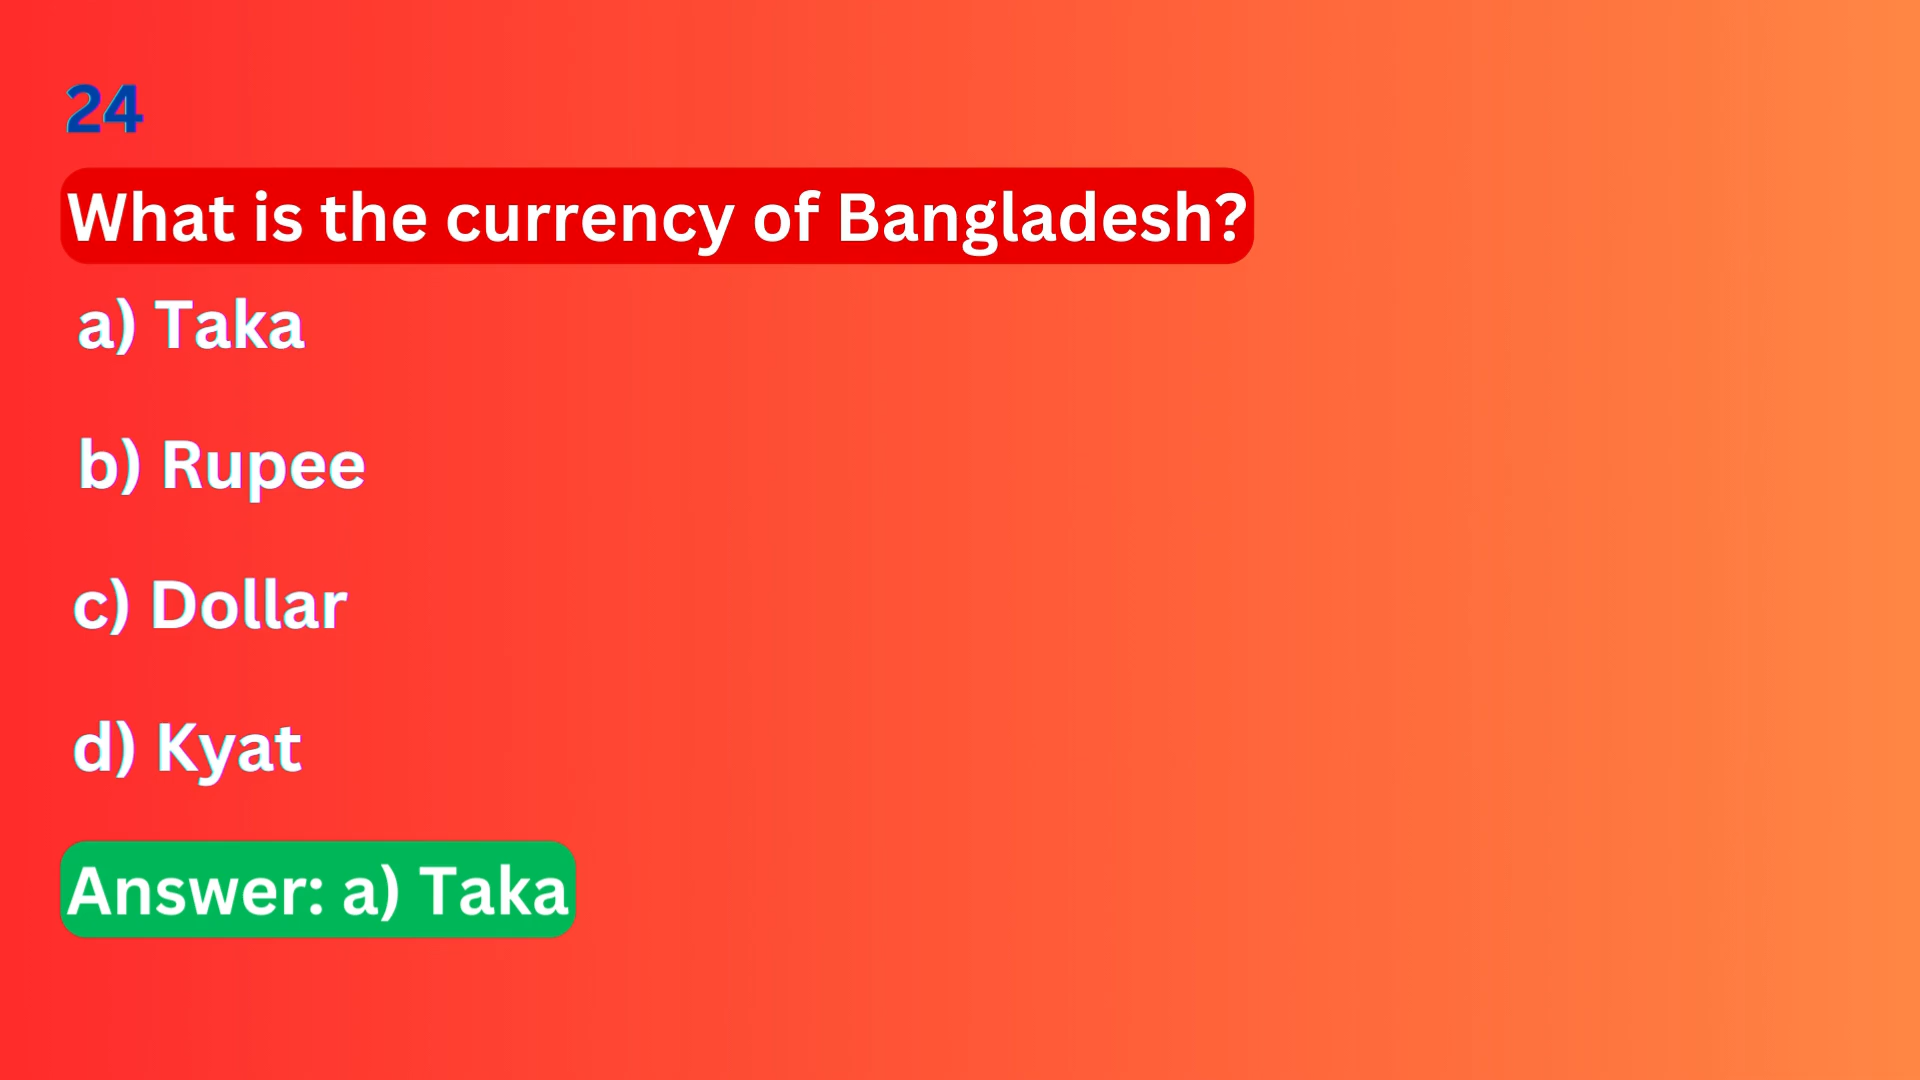 24
What is the currency of Bangladesh?
a) Taka
b) Rupee
c) Dollar
d) Kyat
Answer: a) Taka